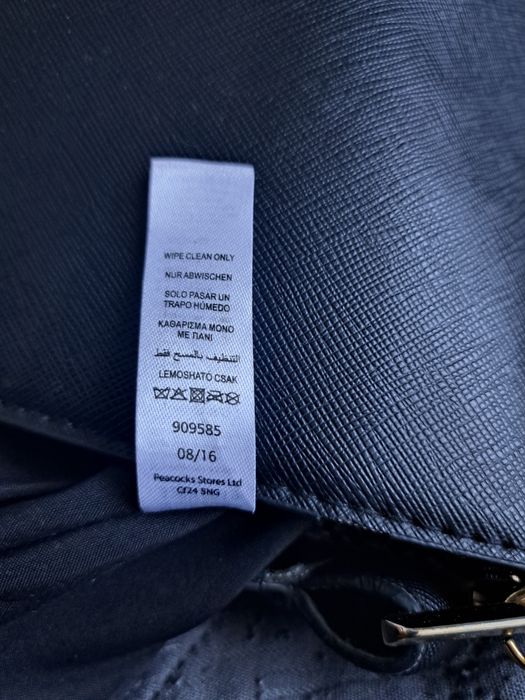 WIPE CLEAN ONLY
NUR ABWISCHEN
SOLO PASAR UN
TRAPO HÚMEDO
ΚΑΘΑΡΙΣΜΑ ΜΟΝΟ
ΜΕ ΠΑΝΙ
التنظيف بالمسح فقط
LEMOSHATO CSAK
909585
08/16
Peacocks Stores Ltd
CF24 5NG